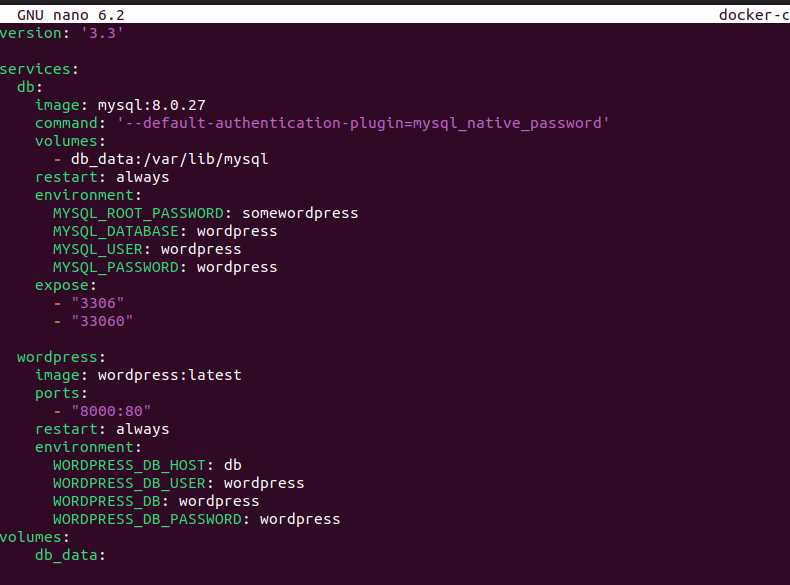 GNU nano 6.2 docker-c
version: '3.3'
services:
  db:
    image: mysql:8.0.27
    command: '--default-authentication-plugin=mysql_native_password'
    volumes:
      - db_data:/var/lib/mysql
    restart: always
    environment:
      MYSQL_ROOT_PASSWORD: somewordpress
      MYSQL_DATABASE: wordpress
      MYSQL_USER: wordpress
      MYSQL_PASSWORD: wordpress
    expose:
      - "3306"
      - "33060"
  wordpress:
    image: wordpress:latest
    ports:
      - "8000:80"
    restart: always
    environment:
      WORDPRESS_DB_HOST: db
      WORDPRESS_DB_USER: wordpress
      WORDPRESS_DB: wordpress
      WORDPRESS_DB_PASSWORD: wordpress
volumes:
    db_data: